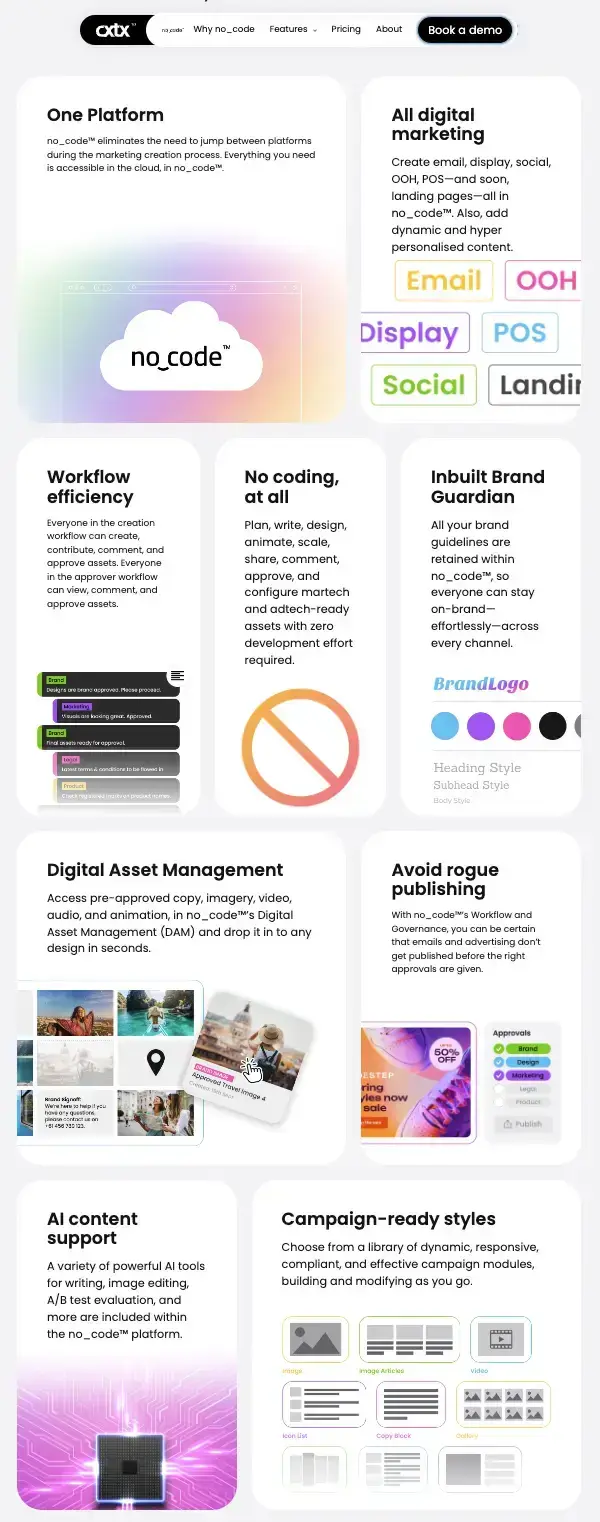 cxtx™
no_code™
Why no_code
Features
Pricing
About
Book a demo
One Platform
no_code™ eliminates the need to jump between platforms
during the marketing creation process. Everything you need
is accessible in the cloud, in no_code™.
no_code™
All digital
marketing
Create email, display, social,
OOH, POS—and soon,
landing pages—all in
no_code™. Also, add
dynamic and hyper
personalised content.
Email
OOH
Display
POS
Social
Landin
Workflow
efficiency
Everyone in the creation
workflow can create,
contribute, comment, and
approve assets. Everyone
in the approver workflow
can view, comment, and
approve assets.
Brand
Designs are brand approved. Please proceed.
Marketing
Visuals are looking great. Approved.
Brand
Final assets ready for approval.
Legal
Latest terms & conditions to be flowed in
Product
No coding,
at all
Plan, write, design,
animate, scale,
share, comment,
approve, and
configure martech
and adtech-ready
assets with zero
development effort
required.
Inbuilt Brand
Guardian
All your brand
guidelines are
retained within
no_code™, so
everyone can stay
on-brand—
effortlessly—across
every channel.
BrandLogo
Heading Style
Subhead Style
Body Style
Digital Asset Management
Access pre-approved copy, imagery, video,
audio, and animation, in no_code™’s Digital
Asset Management (DAM) and drop it in to any
design in seconds.
Brand Signoff:
We're here to help if you
have any questions,
please contact us on
+61 456 789 123.
Approved Travel Image 4
Avoid rogue
publishing
With no_code™’s Workflow and
Governance, you can be certain
that emails and advertising don’t
get published before the right
approvals are given.
UP TO
50%
OFF
DESTEP
ring
yles now
sale
Approvals
Brand
Design
Marketing
Legal
Product
Publish
AI content
support
A variety of powerful AI tools
for writing, image editing,
A/B test evaluation, and
more are included within
the no_code™ platform.
Campaign-ready styles
Choose from a library of dynamic, responsive,
compliant, and effective campaign modules,
building and modifying as you go.
Image
Image Articles
Video
Icon List
Copy Block
Gallery